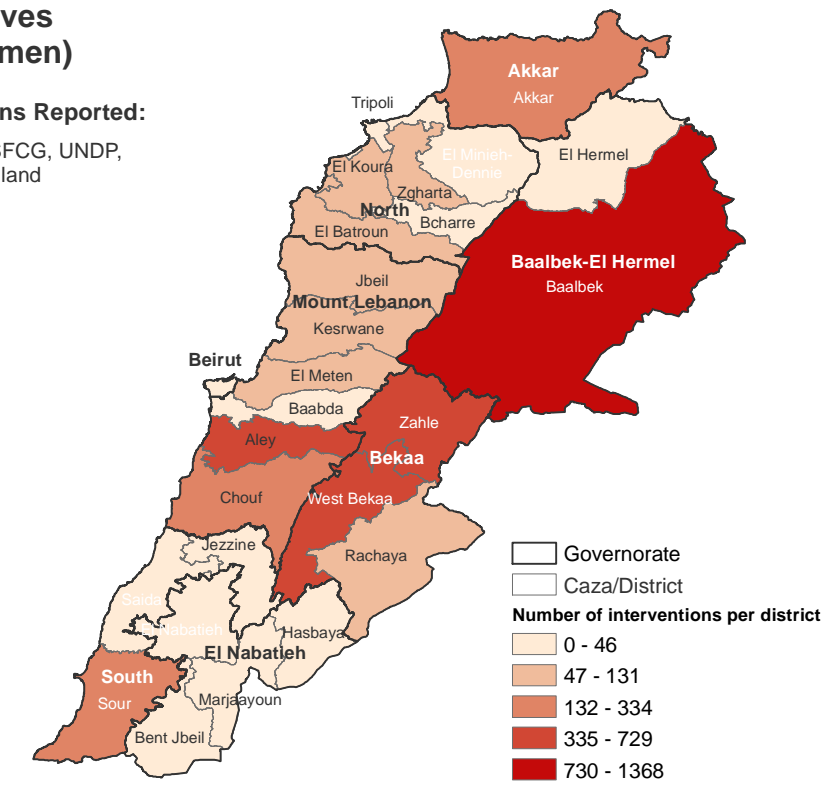 ves
men)
ns Reported:
FCG, UNDP,
land
Akkar
Akkar
Tripoli
El Minieh-
Dennie
El Hermel
El Koura
Zgharta
North
Bcharre
El Batroun
Baalbek-El Hermel
Baalbek
Jbeil
Mount Lebanon
Kesrwane
Beirut
El Meten
Baabda
Zahle
Aley
Bekaa
Chouf
West Bekaa
Jezzine
Rachaya
Saida
Nabatieh
Hasbaya
El Nabatieh
South
Sour
Marjaayoun
Bent Jbeil
Governorate
Caza/District
Number of interventions per district
0 - 46
47 - 131
132 - 334
335 - 729
730 - 1368